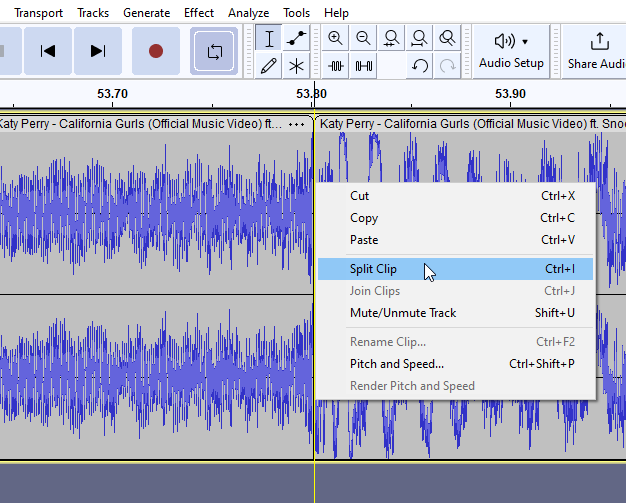 Transport Tracks Generate Effect Analyze Tools Help
Audio Setup
Share Audi
53.70 53.80 53.90
Katy Perry - California Gurls (Official Music Video) ft... ...
Katy Perry - California Gurls (Official Music Video) ft. Snoo
Cut Ctrl+X
Copy Ctrl+C
Paste Ctrl+V
Split Clip Ctrl+I
Join Clips Ctrl+J
Mute/Unmute Track Shift+U
Rename Clip... Ctrl+F2
Pitch and Speed... Ctrl+Shift+P
Render Pitch and Speed